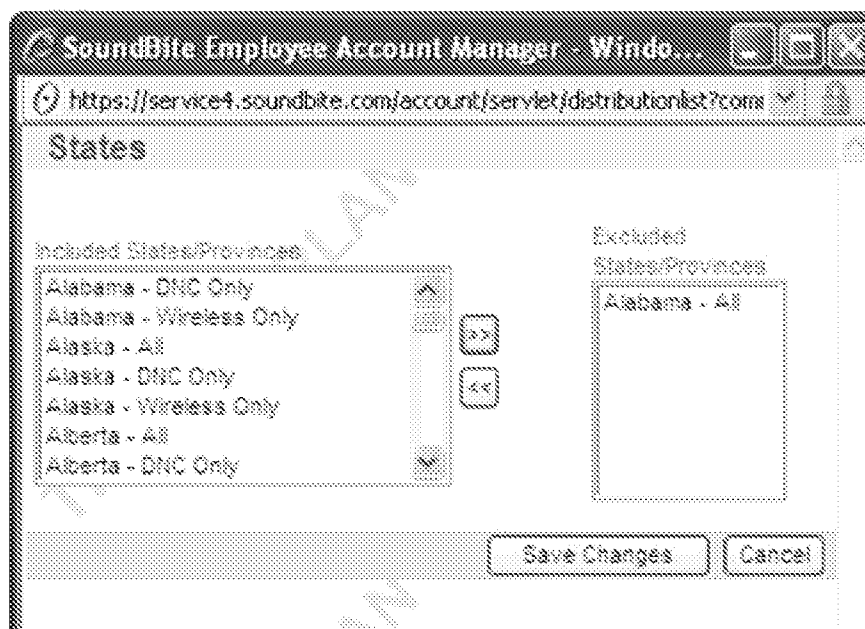 SoundBite Employee Account Manager - Windo...
https://service4.soundbite.com/account/servlet/distributionlist?com
States
Included States/Provinces
Alabama - DNC Only
Alabama - Wireless Only
Alaska - All
Alaska - DNC Only
Alaska - Wireless Only
Alberta - All
Alberta - DNC Only
>>
<<
Excluded
States/Provinces
Alabama - All
Save Changes
Cancel